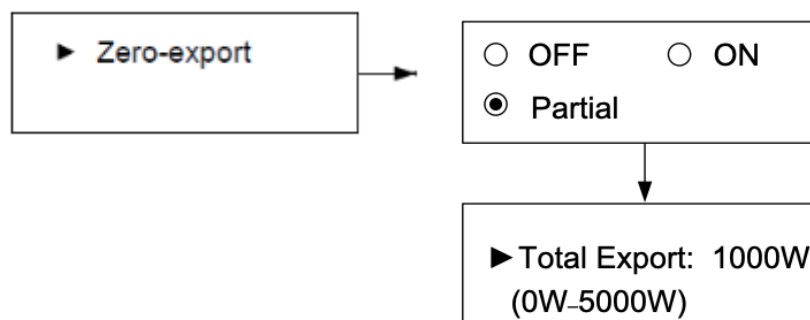 ► Zero-export
○ OFF ○ ON
◉ Partial
►Total Export: 1000W
(0W-5000W)